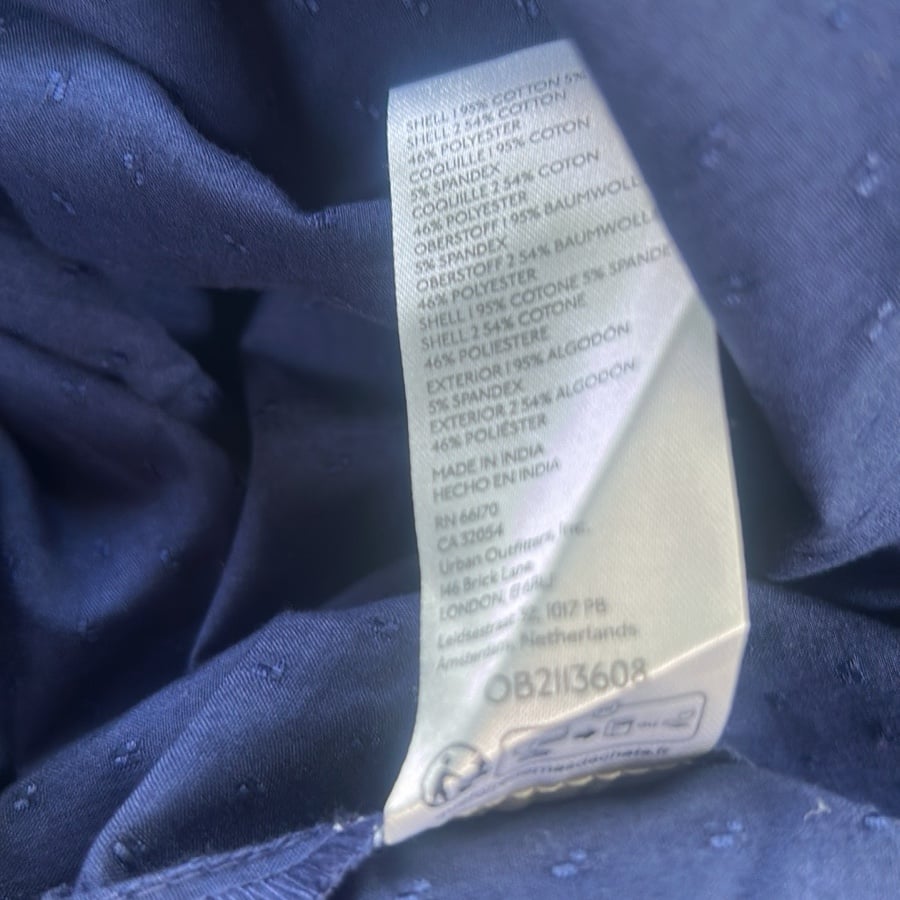 SHELL 1 95% COTTON 5%
SHELL 2 54% COTTON
46% POLYESTER
COQUILLE 1 95% COTON
5% SPANDEX
COQUILLE 2 54% COTON
46% POLYESTER
OBERSTOFF 1 95% BAUMWOLL
5% SPANDEX
OBERSTOFF 2 54% BAUMWOLL
46% POLYESTER
SHELL 1 95% COTONE 5% SPANDE
SHELL 2 54% COTONE
46% POLIESTERE
EXTERIOR 1 95% ALGODÓN
5% SPANDEX
EXTERIOR 2 54% ALGODÓN
46% POLIÉSTER
MADE IN INDIA
HECHO EN INDIA
RN 66170
CA 32054
Urban Outfitters, Inc.
146 Brick Lane
LONDON,
Leidsestraat 52, 1017 PB
Amsterdam, Netherlands
OB2113608